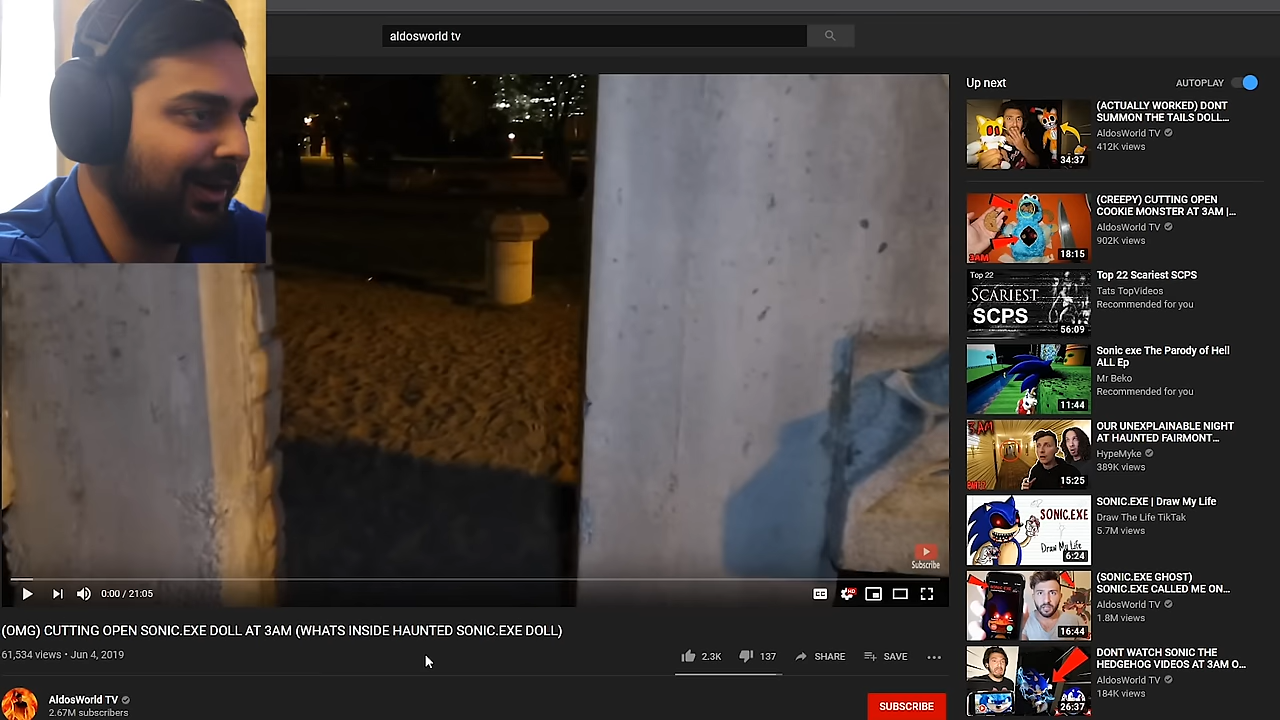 aldosworld tv
Up next
AUTOPLAY
(ACTUALLY WORKED) DONT
SUMMON THE TAILS DOLL...
AldosWorld TV
412K views
34:37
(CREEPY) CUTTING OPEN
COOKIE MONSTER AT 3AM |...
AldosWorld TV
902K views
3AM
18:15
Top 22
SCARIEST
SCPS
56:09
Top 22 Scariest SCPS
Tats TopVideos
Recommended for you
Sonic exe The Parody of Hell
ALL Ep
Mr Beko
Recommended for you
11:44
3 AM
OUR UNEXPLAINABLE NIGHT
AT HAUNTED FAIRMONT...
HypeMyke
389K views
15:25
SONIC.EXE
Draw My Life
6:24
SONIC.EXE | Draw My Life
Draw The Life TikTak
5.7M views
(SONIC.EXE GHOST)
SONIC.EXE CALLED ME ON...
AldosWorld TV
1.8M views
16:44
DONT WATCH SONIC THE
HEDGEHOG VIDEOS AT 3AM O...
AldosWorld TV
184K views
26:37
Subscribe
0:00 / 21:05
CC
HD
(OMG) CUTTING OPEN SONIC.EXE DOLL AT 3AM (WHATS INSIDE HAUNTED SONIC.EXE DOLL)
61,534 views • Jun 4, 2019
2.3K
137
SHARE
SAVE
AldosWorld TV
2.67M subscribers
SUBSCRIBE